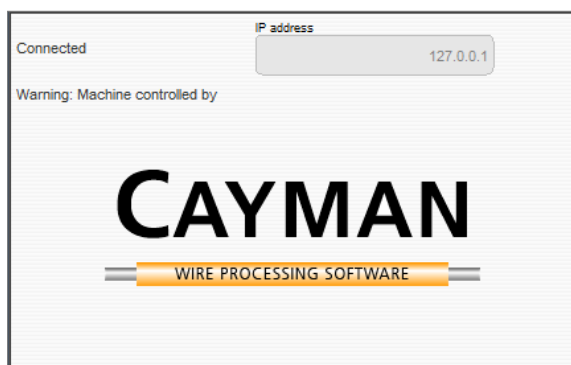 IP address
Connected
127.0.0.1
Warning: Machine controlled by
CAYMAN
WIRE PROCESSING SOFTWARE